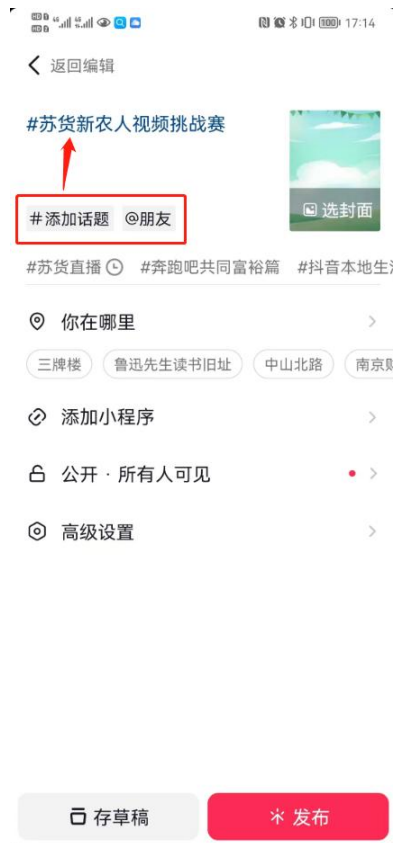 HD 46 46 100 17:14
返回编辑
#苏货新农人视频挑战赛
选封面
#添加话题 @朋友
#苏货直播 #奔跑吧共同富裕篇 #抖音本地生
你在哪里
三牌楼 鲁迅先生读书旧址 中山北路 南京
添加小程序
公开 · 所有人可见
高级设置
存草稿 发布